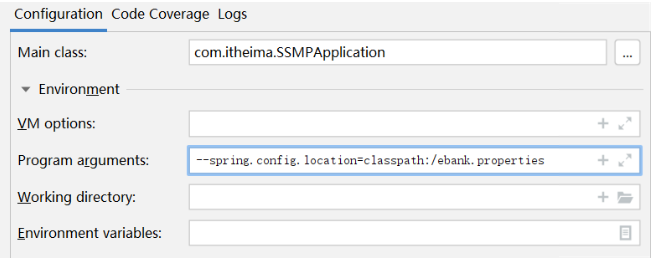 Configuration Code Coverage Logs
Main class: com.itheima.SSMPApplication ...
Environment
VM options:
Program arguments: --spring.config.location=classpath:/ebank.properties
Working directory:
Environment variables: